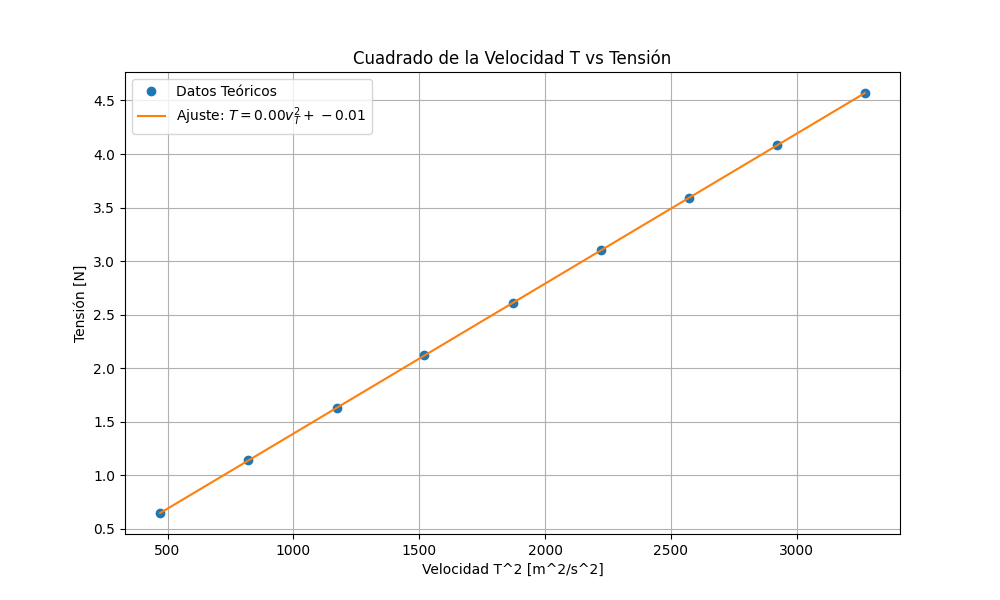 Cuadrado de la Velocidad T vs Tensión
Datos Teóricos
Ajuste: $T = 0.00v_T^2 + -0.01$
4.5
4.0
3.5
3.0
2.5
2.0
1.5
1.0
0.5
Tensión [N]
500 1000 1500 2000 2500 3000
Velocidad T^2 [m^2/s^2]